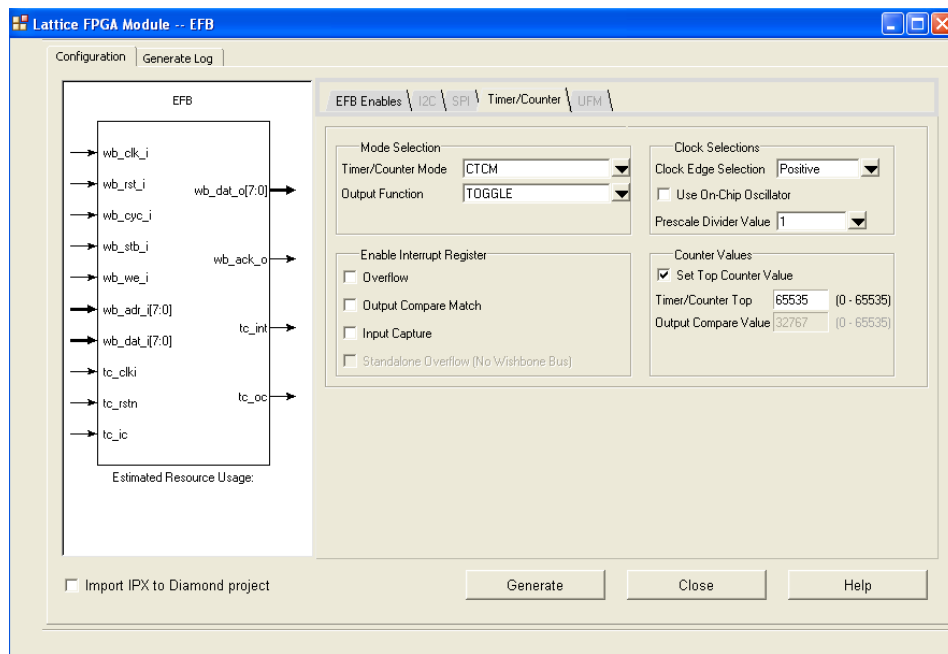 Lattice FPGA Module -- EFB
Configuration
Generate Log
EFB
wb_clk_i
wb_rst_i
wb_cyc_i
wb_stb_i
wb_we_i
wb_adr_i[7:0]
wb_dat_i[7:0]
tc_clki
tc_rstn
tc_ic
wb_dat_o[7:0]
wb_ack_o
tc_int
tc_oc
Estimated Resource Usage:
EFB Enables
I2C
SPI
Timer/Counter
UFM
Mode Selection
Timer/Counter Mode CTCM
Output Function TOGGLE
Clock Selections
Clock Edge Selection Positive
Use On-Chip Oscillator
Prescale Divider Value 1
Enable Interrupt Register
Overflow
Output Compare Match
Input Capture
Standalone Overflow (No Wishbone Bus)
Counter Values
Set Top Counter Value
Timer/Counter Top 65535 (0 - 65535)
Output Compare Value 32767 (0 - 65535)
Import IPX to Diamond project
Generate
Close
Help